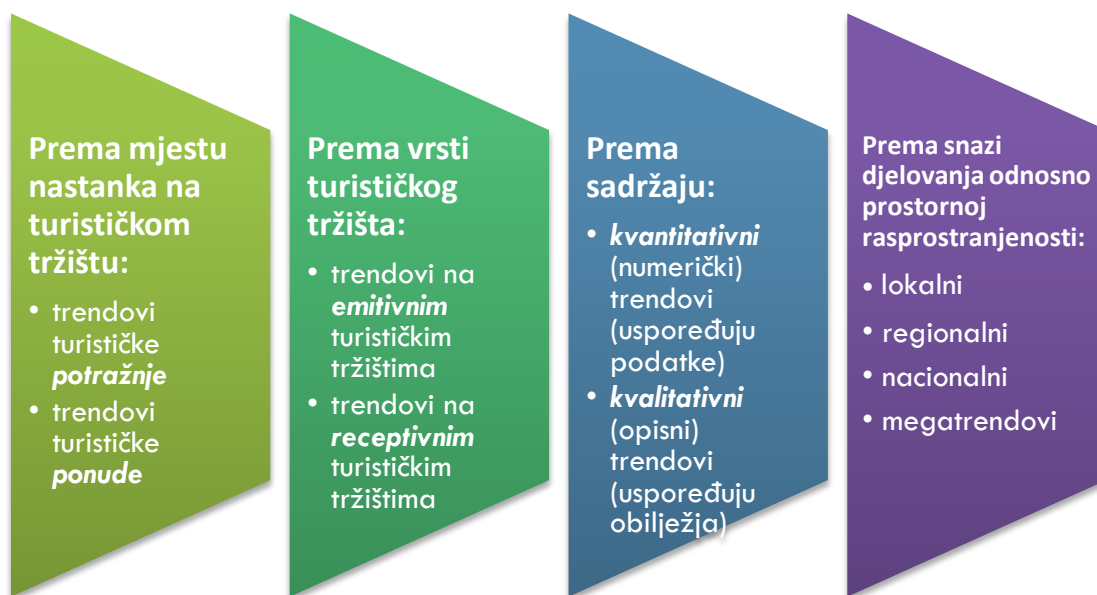 Prema mjestu
nastanka na
turističkom
tržištu:
• trendovi
turističke
potražnje
• trendovi
turističke
ponude
Prema vrsti
turističkog
tržišta:
• trendovi na
emitivnim
turističkim
tržištima
• trendovi na
receptivnim
turističkim
tržištima
Prema
sadržaju:
• kvantitativni
(numerički)
trendovi
(uspoređuju
podatke)
• kvalitativni
(opisni)
trendovi
(uspoređuju
obilježja)
Prema snazi
djelovanja odnosno
prostornoj
rasprostranjenosti:
• lokalni
• regionalni
• nacionalni
• megatrendovi